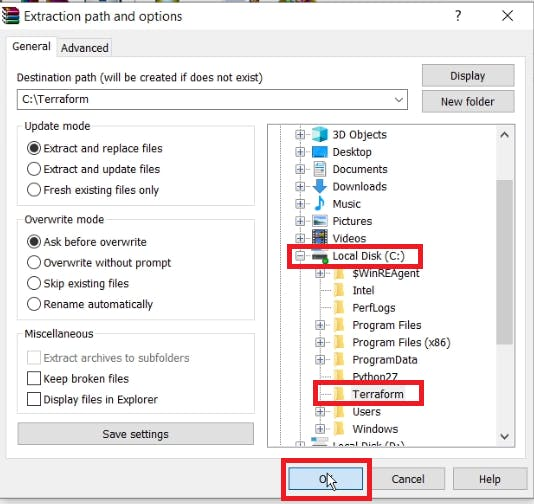 Extraction path and options
General
Advanced
Destination path (will be created if does not exist)
C:\Terraform
Display
New folder
Update mode
Extract and replace files
Extract and update files
Fresh existing files only
Overwrite mode
Ask before overwrite
Overwrite without prompt
Skip existing files
Rename automatically
Miscellaneous
Extract archives to subfolders
Keep broken files
Display files in Explorer
Save settings
3D Objects
Desktop
Documents
Downloads
Music
Pictures
Videos
Local Disk (C:)
$WinREAgent
Intel
PerfLogs
Program Files
Program Files (x86)
ProgramData
Python27
Terraform
Users
Windows
Local Disk (D:)
Cancel
Help